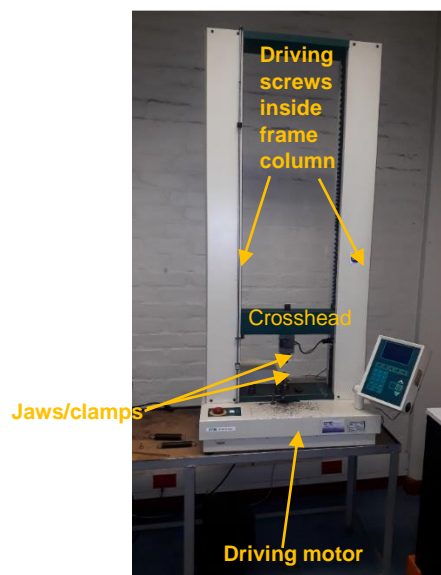 Driving
screws
inside
frame
column
Crosshead
Jaws/clamps
Driving motor